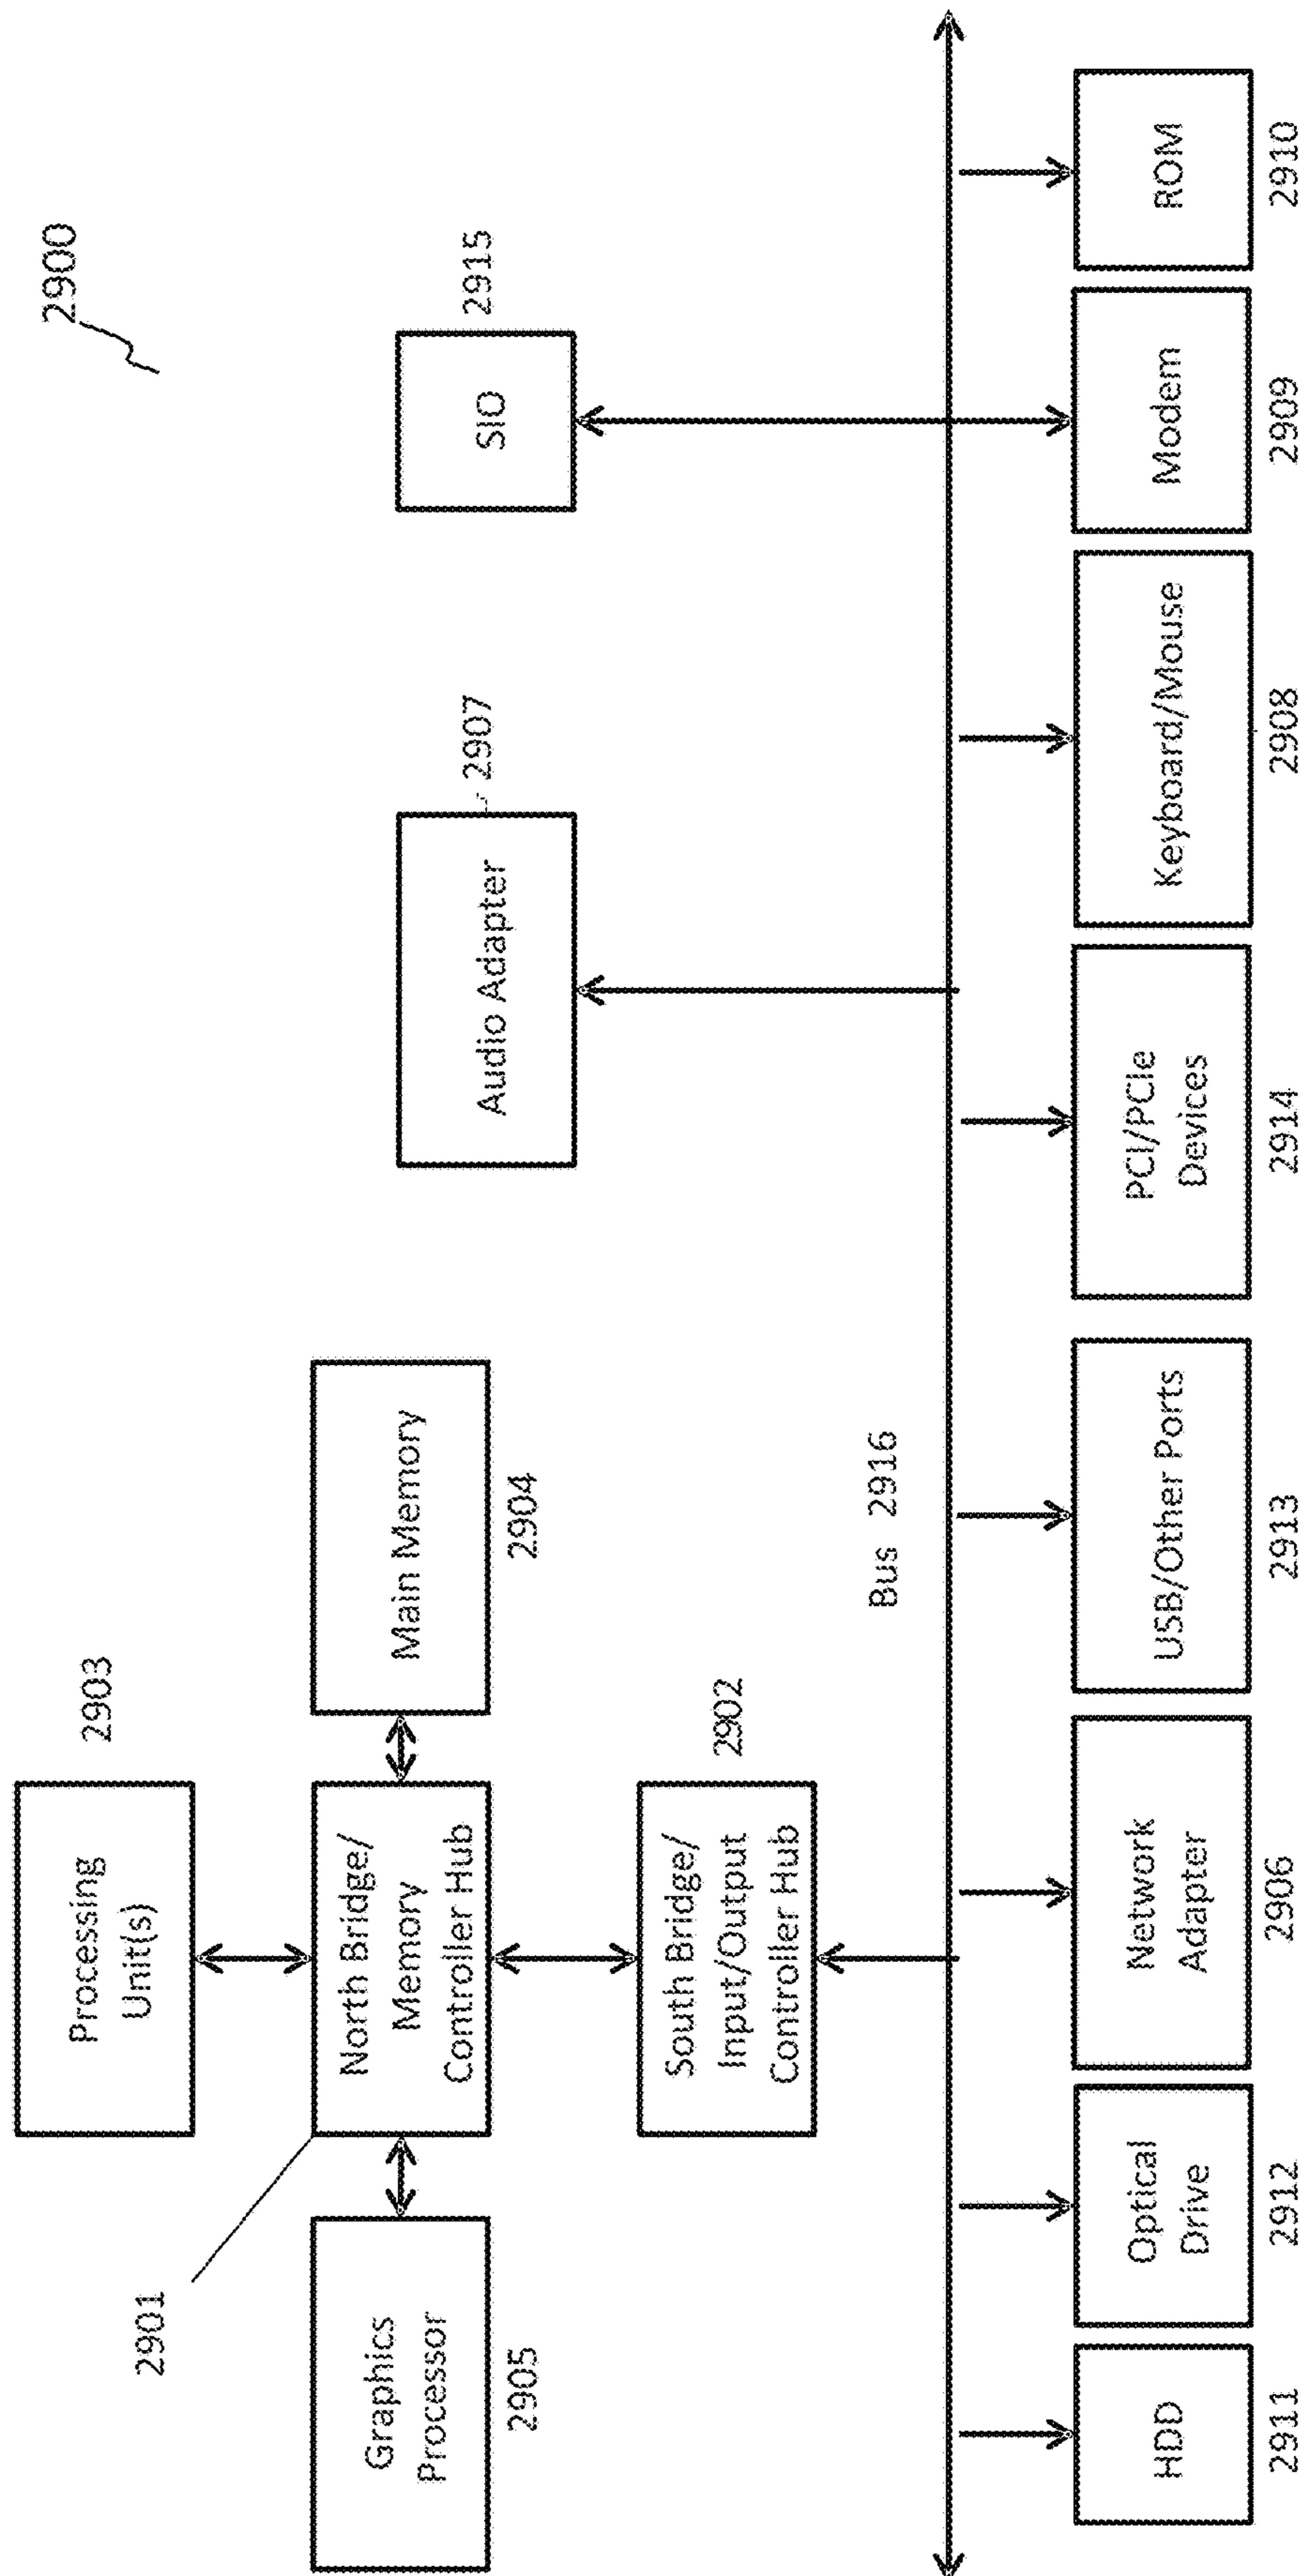 2900
2903
Processing
Unit(s)
2901
Graphics
Processor
2905
North Bridge/
Memory
Controller Hub
Main Memory
2904
South Bridge/
Input/Output
Controller Hub
2902
Audio Adapter
2907
SIO
2915
Bus 2916
HDD
2911
Optical
Drive
2912
Network
Adapter
2906
USB/Other Ports
2913
PCI/PCIe
Devices
2914
Keyboard/Mouse
2908
Modem
2909
ROM
2910